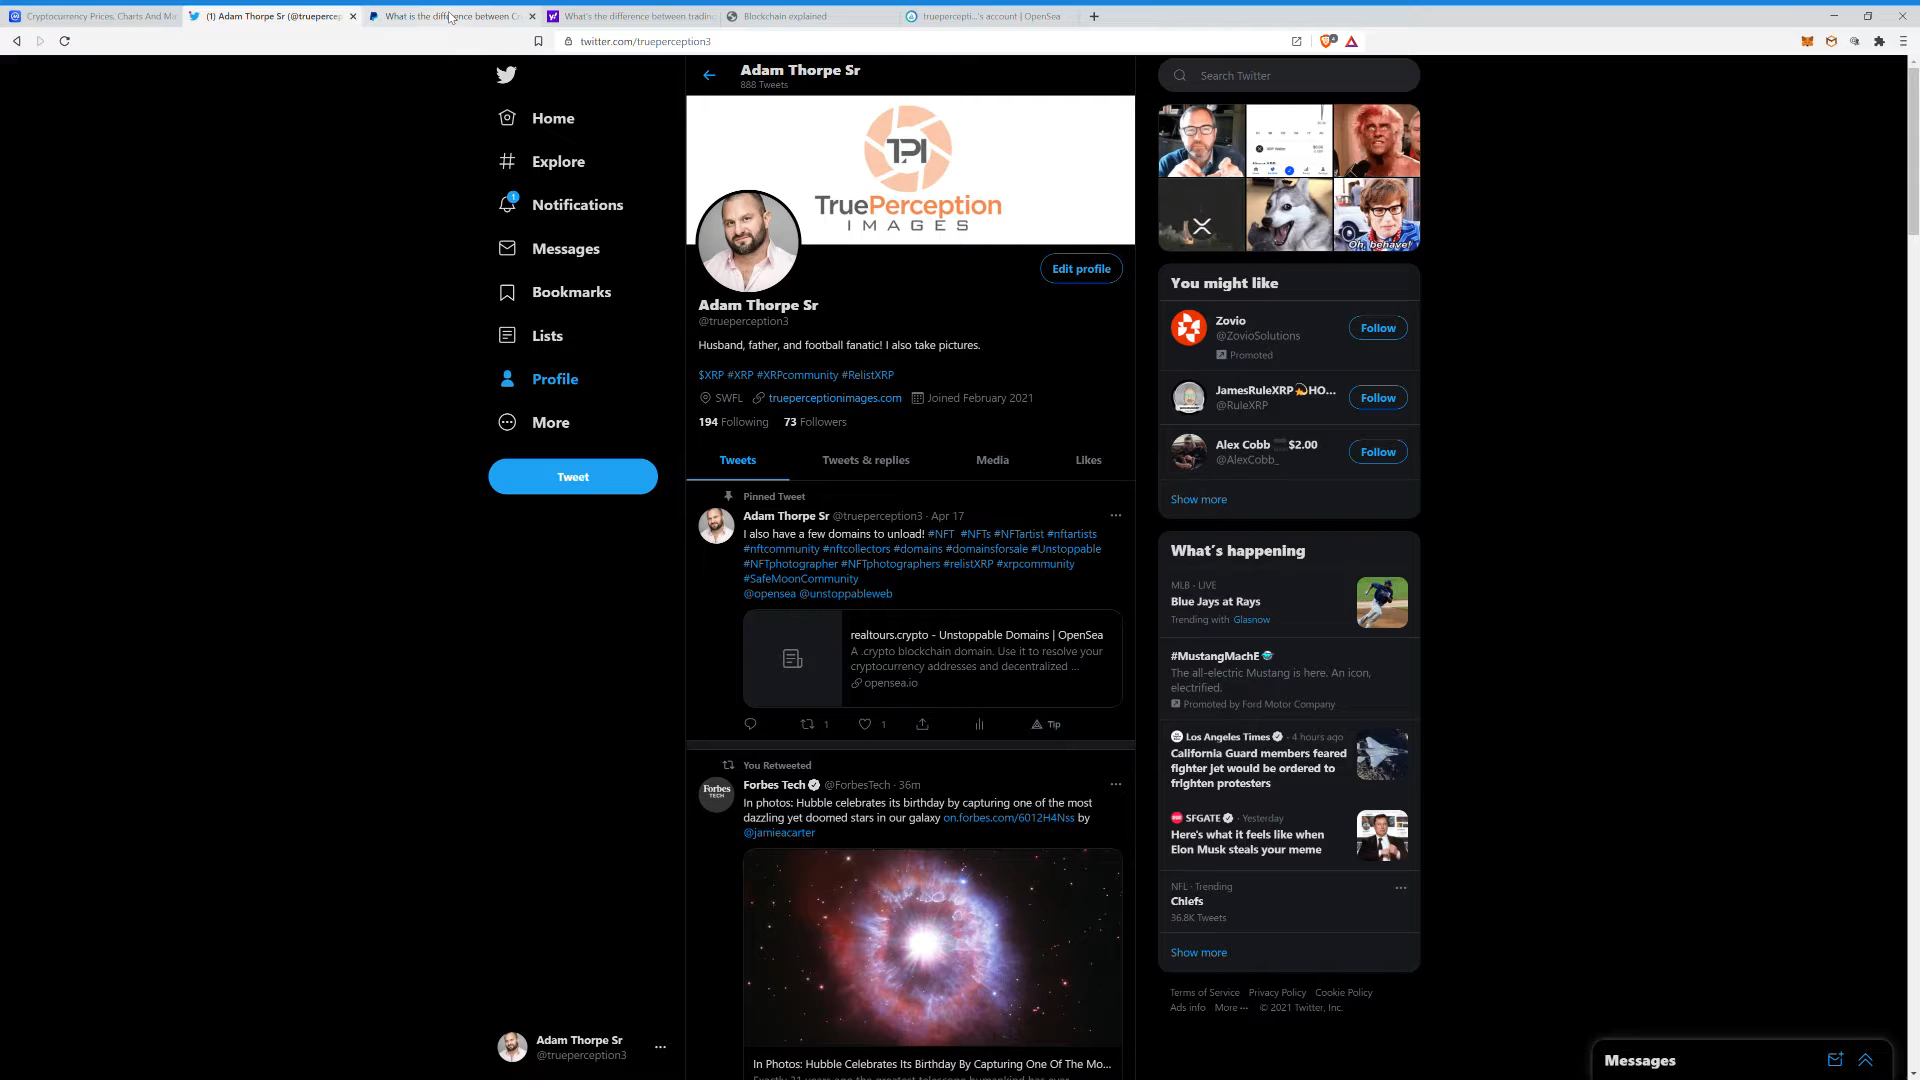 Cryptocurrency Prices, Charts And Ma
(1) Adam Thorpe Sr (@truepercep
What is the difference between Cr
What's the difference between tradin
Blockchain explained
truepercepti...'s account | OpenSea
twitter.com/trueperception3
4
Home
Explore
1
Notifications
Messages
Bookmarks
Lists
Profile
More
Tweet
Adam Thorpe Sr
@trueperception3
Adam Thorpe Sr
888 Tweets
TPI
TruePerception
IMAGES
Edit profile
Adam Thorpe Sr
@trueperception3
Husband, father, and football fanatic! I also take pictures.
$XRP #XRP #XRPcommunity #RelistXRP
SWFL trueperceptionimages.com Joined February 2021
194 Following 73 Followers
Tweets
Tweets & replies
Media
Likes
Pinned Tweet
Adam Thorpe Sr @trueperception3 · Apr 17
I also have a few domains to unload! #NFT #NFTs #NFTartist #nftartists
#nftcommunity #nftcollectors #domains #domainsforsale #Unstoppable
#NFTphotographer #NFTphotographers #relistXRP #xrpcommunity
#SafeMoonCommunity
@opensea @unstoppableweb
realtours.crypto - Unstoppable Domains | OpenSea
A .crypto blockchain domain. Use it to resolve your
cryptocurrency addresses and decentralized ...
opensea.io
1
1
Tip
You Retweeted
Forbes Tech @ForbesTech · 36m
Forbes
TECH
In photos: Hubble celebrates its birthday by capturing one of the most
dazzling yet doomed stars in our galaxy on.forbes.com/6012H4Nss by
@jamieacarter
In Photos: Hubble Celebrates Its Birthday By Capturing One Of The Mo...
Search Twitter
Oh, behave!
You might like
Zovio
@ZovioSolutions
Promoted
Follow
JamesRuleXRP HO...
@RuleXRP
Follow
Alex Cobb $2.00
@AlexCobb_
Follow
Show more
What's happening
MLB · LIVE
Blue Jays at Rays
Trending with Glasnow
#MustangMachE
The all-electric Mustang is here. An icon,
electrified.
Promoted by Ford Motor Company
Los Angeles Times · 4 hours ago
California Guard members feared
fighter jet would be ordered to
frighten protesters
SFGATE · Yesterday
Here's what it feels like when
Elon Musk steals your meme
NFL · Trending
Chiefs
36.8K Tweets
Show more
Terms of Service Privacy Policy Cookie Policy
Ads info More ··· © 2021 Twitter, Inc.
Messages